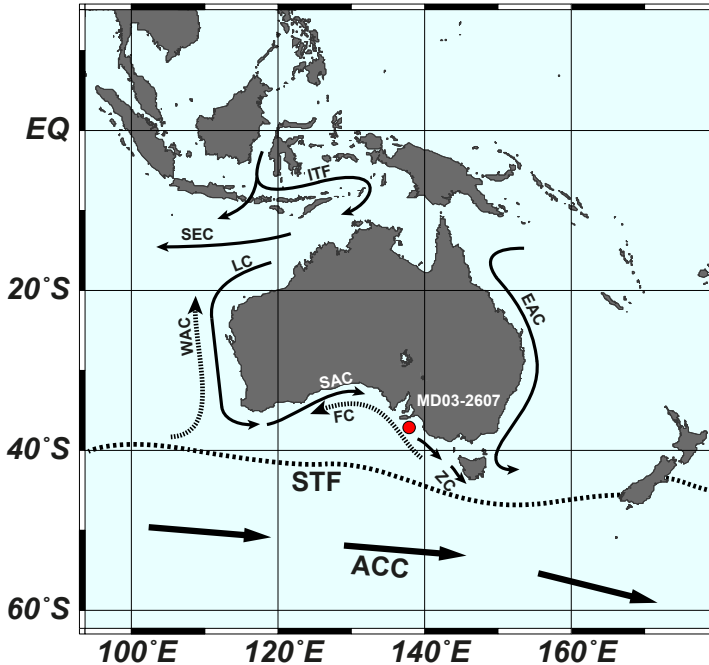 EQ
ITF
SEC
LC
20°S
EAC
WAC
SAC
MD03-2607
FC
40°S
STF
ZC
ACC
60°S
100°E 120°E 140°E 160°E